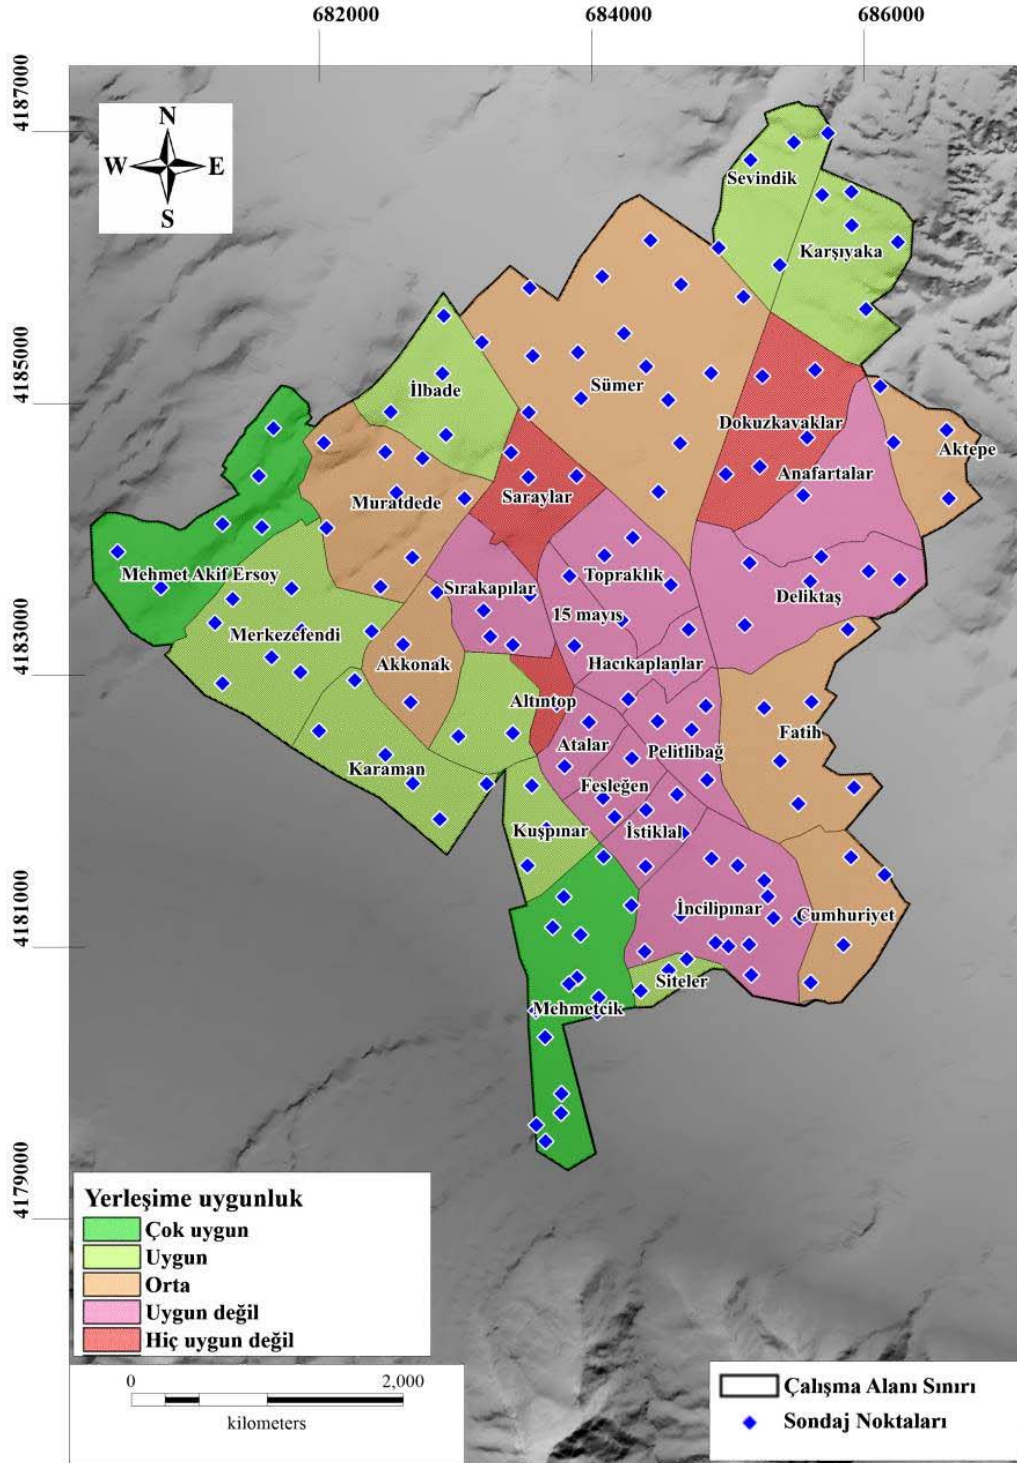 682000
684000
686000
4187000
4185000
4183000
4181000
4179000
N
W
E
S
Sevindik
Karşıyaka
İlbade
Sümer
Dokuzkavaklar
Aktepe
Anafartalar
Muratdede
Saraylar
Mehmet Akif Ersoy
Sırakapılar
Topraklık
Deliktaş
15 mayıs
Merkezefendi
Akkonak
Hacıkaplanlar
Altıntop
Atalar
Pelitlibağ
Fatih
Karaman
Fesleğen
Kuşpınar
İstiklal
İncilipınar
Cumhuriyet
Siteler
Mehmetcik
Yerleşime uygunluk
Çok uygun
Uygun
Orta
Uygun değil
Hiç uygun değil
0
2,000
kilometers
Çalışma Alanı Sınırı
Sondaj Noktaları